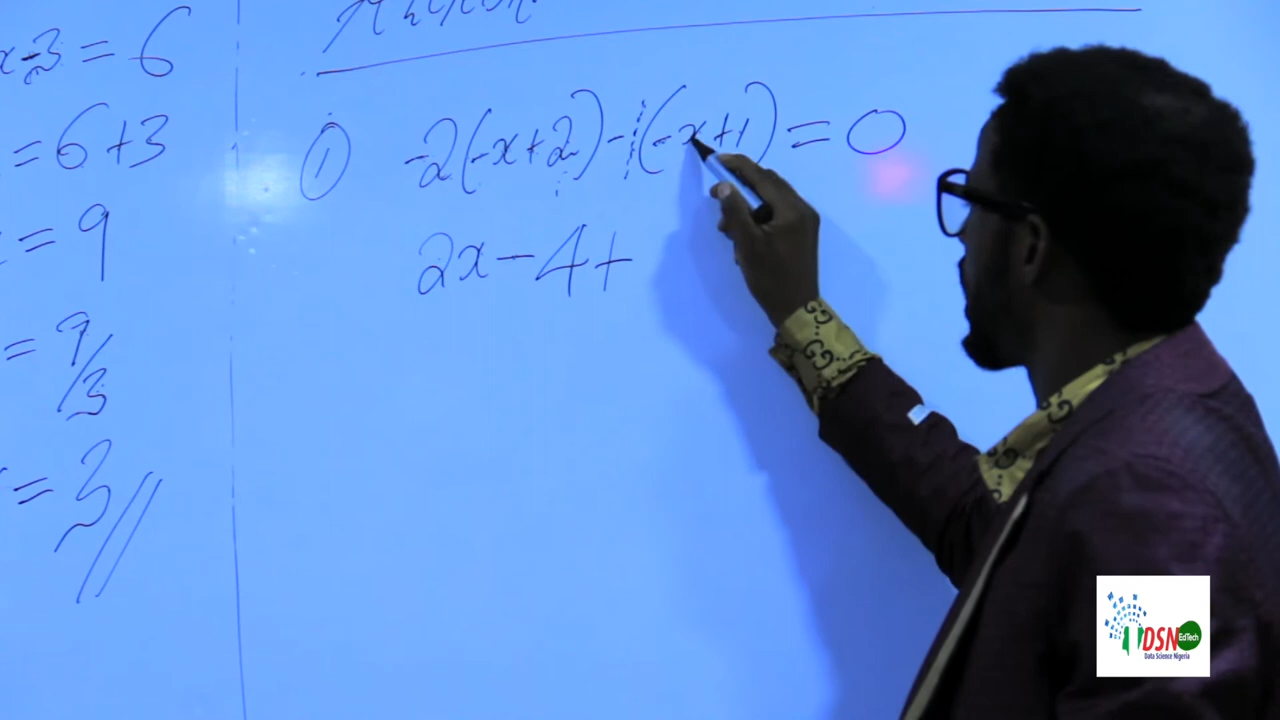 x-3 = 6
= 6+3
= 9
= 9/3
= 3//
① -2(-x+2)-1(-x+1) = 0
2x-4+
DSN EdTech
Data Science Nigeria